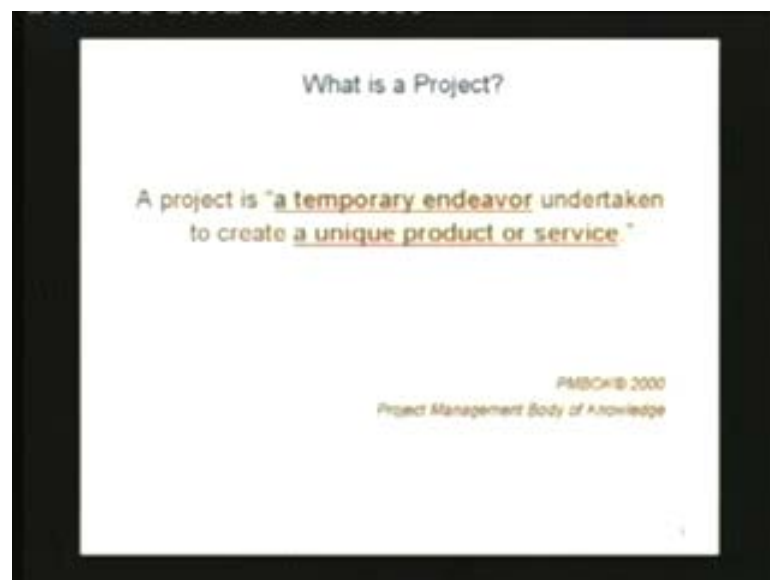 What is a Project?
A project is "a temporary endeavor undertaken
to create a unique product or service."
PMBOK© 2000
Project Management Body of Knowledge